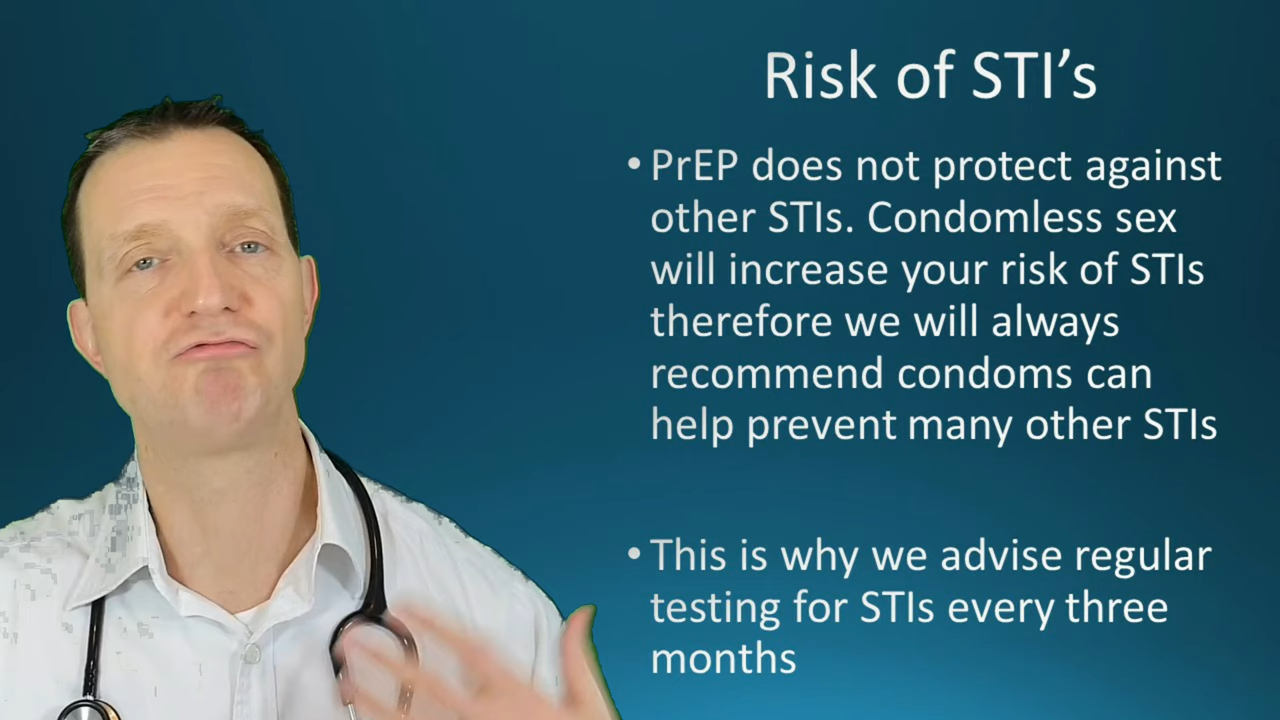 Risk of STI’s
• PrEP does not protect against
other STIs. Condomless sex
will increase your risk of STIs
therefore we will always
recommend condoms can
help prevent many other STIs
• This is why we advise regular
testing for STIs every three
months